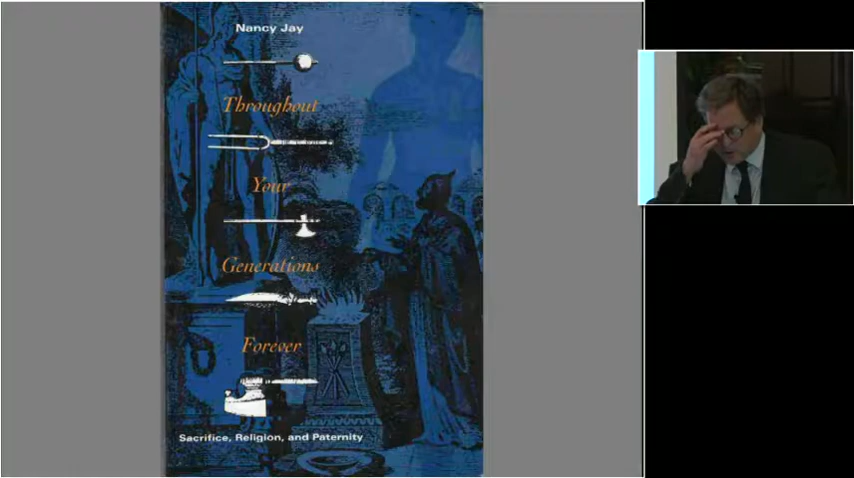 Nancy Jay
Throughout
Your
Generations
Forever
Sacrifice, Religion, and Paternity